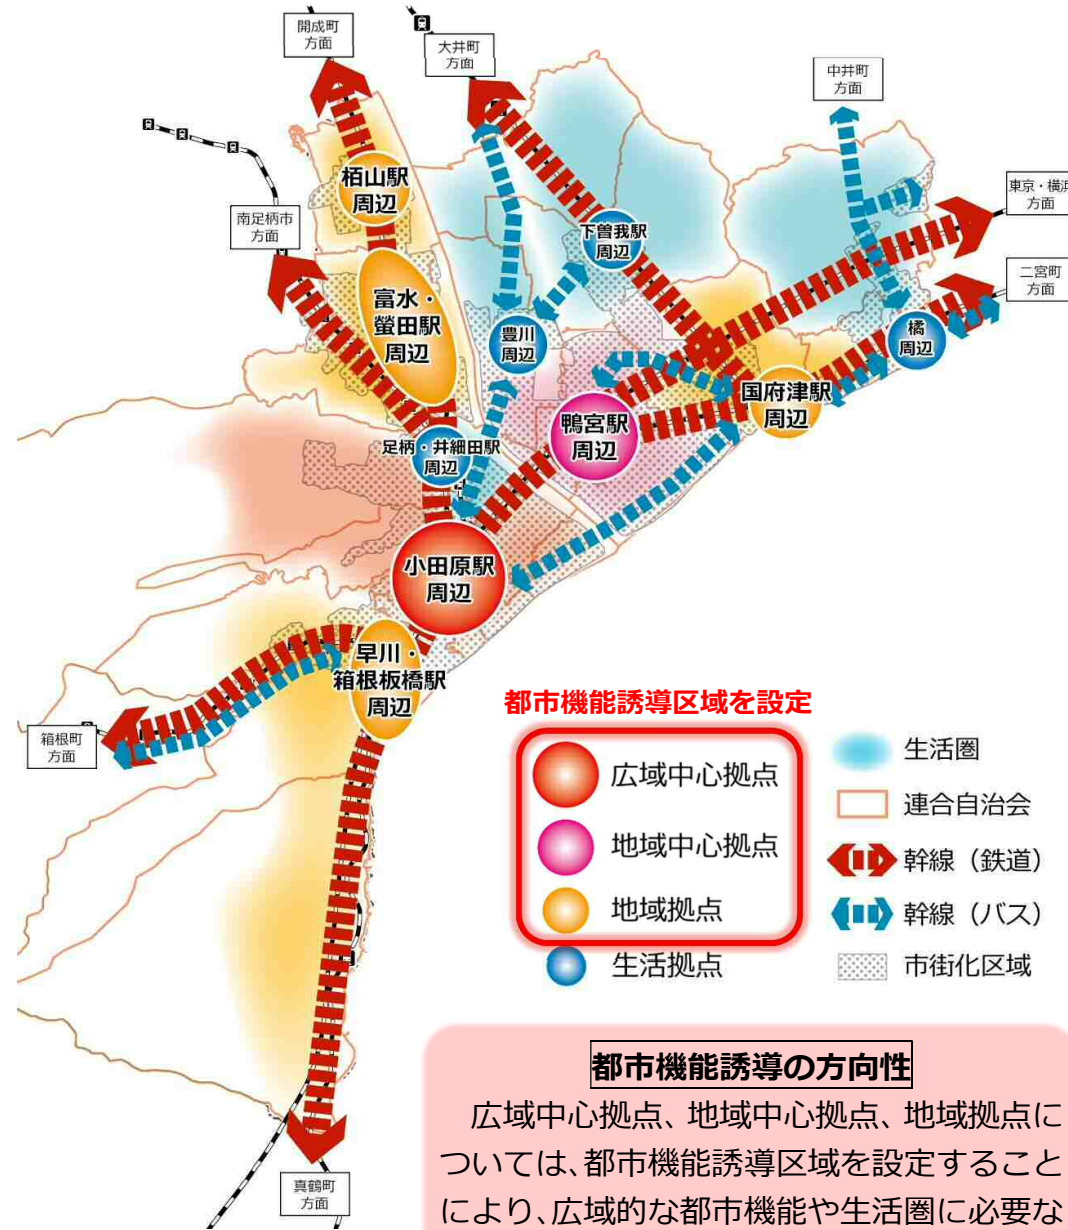 開成町
方面
大井町
方面
中井町
方面
南足柄市
方面
東京・横浜
方面
二宮町
方面
栢山駅
周辺
下曽我駅
周辺
富水・
螢田駅
周辺
豊川
周辺
橘
周辺
国府津駅
周辺
鴨宮駅
周辺
足柄・井細田駅
周辺
小田原駅
周辺
早川・
箱根板橋駅
周辺
箱根町
方面
真鶴町
方面
都市機能誘導区域を設定
広域中心拠点
地域中心拠点
地域拠点
生活拠点
生活圏
連合自治会
幹線（鉄道）
幹線（バス）
市街化区域
都市機能誘導の方向性
広域中心拠点、地域中心拠点、地域拠点に
ついては、都市機能誘導区域を設定すること
により、広域的な都市機能や生活圏に必要な